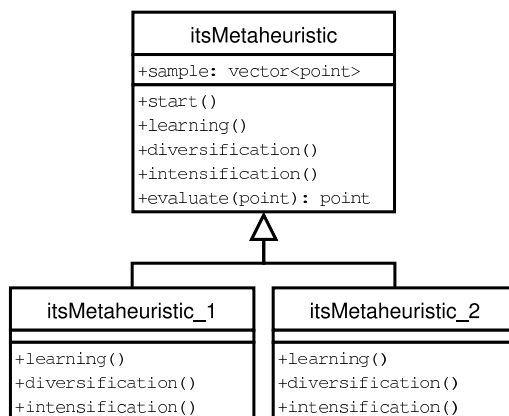 itsMetaheuristic
+sample: vector<point>
+start()
+learning()
+diversification()
+intensification()
+evaluate(point): point
itsMetaheuristic_1
+learning()
+diversification()
+intensification()
itsMetaheuristic_2
+learning()
+diversification()
+intensification()